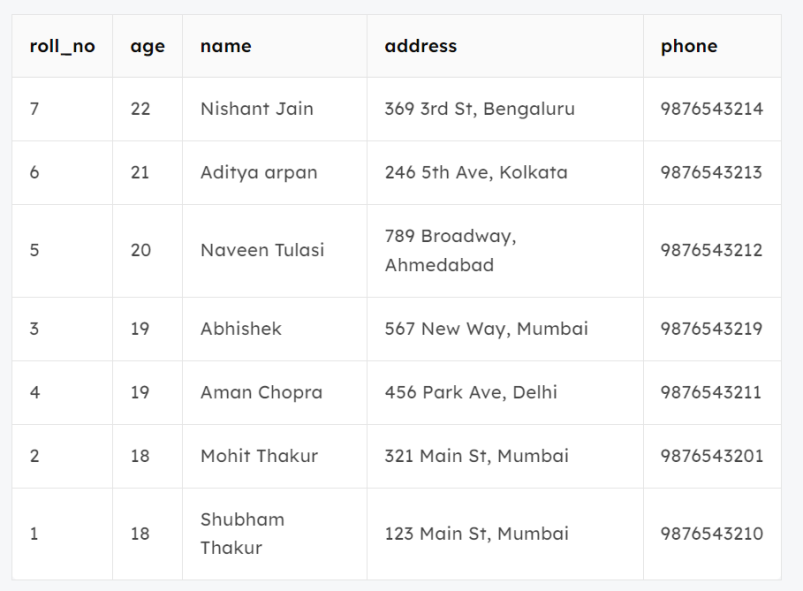 roll_no age name address phone
7 22 Nishant Jain 369 3rd St, Bengaluru 9876543214
6 21 Aditya arpan 246 5th Ave, Kolkata 9876543213
5 20 Naveen Tulasi 789 Broadway, 9876543212
Ahmedabad
3 19 Abhishek 567 New Way, Mumbai 9876543219
4 19 Aman Chopra 456 Park Ave, Delhi 9876543211
2 18 Mohit Thakur 321 Main St, Mumbai 9876543201
1 18 Shubham 123 Main St, Mumbai 9876543210
Thakur